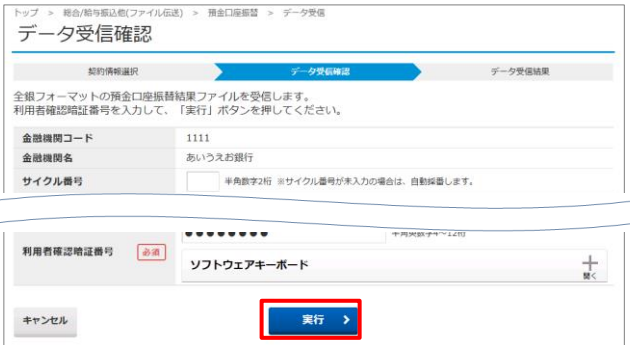 トップ > 総合/給与振込他(ファイル伝送) > 預金口座振替 > データ受信
データ受信確認
契約情報選択 データ受信確認 データ受信結果
全銀フォーマットの預金口座振替結果ファイルを受信します。
利用者確認暗証番号を入力して、「実行」ボタンを押してください。
金融機関コード 1111
金融機関名 あいうえお銀行
サイクル番号 半角数字2桁 ※サイクル番号が未入力の場合は、自動採番します。
●●●●●●●● 半角英数字4～12桁
利用者確認暗証番号 必須
ソフトウェアキーボード 開く
キャンセル 実行